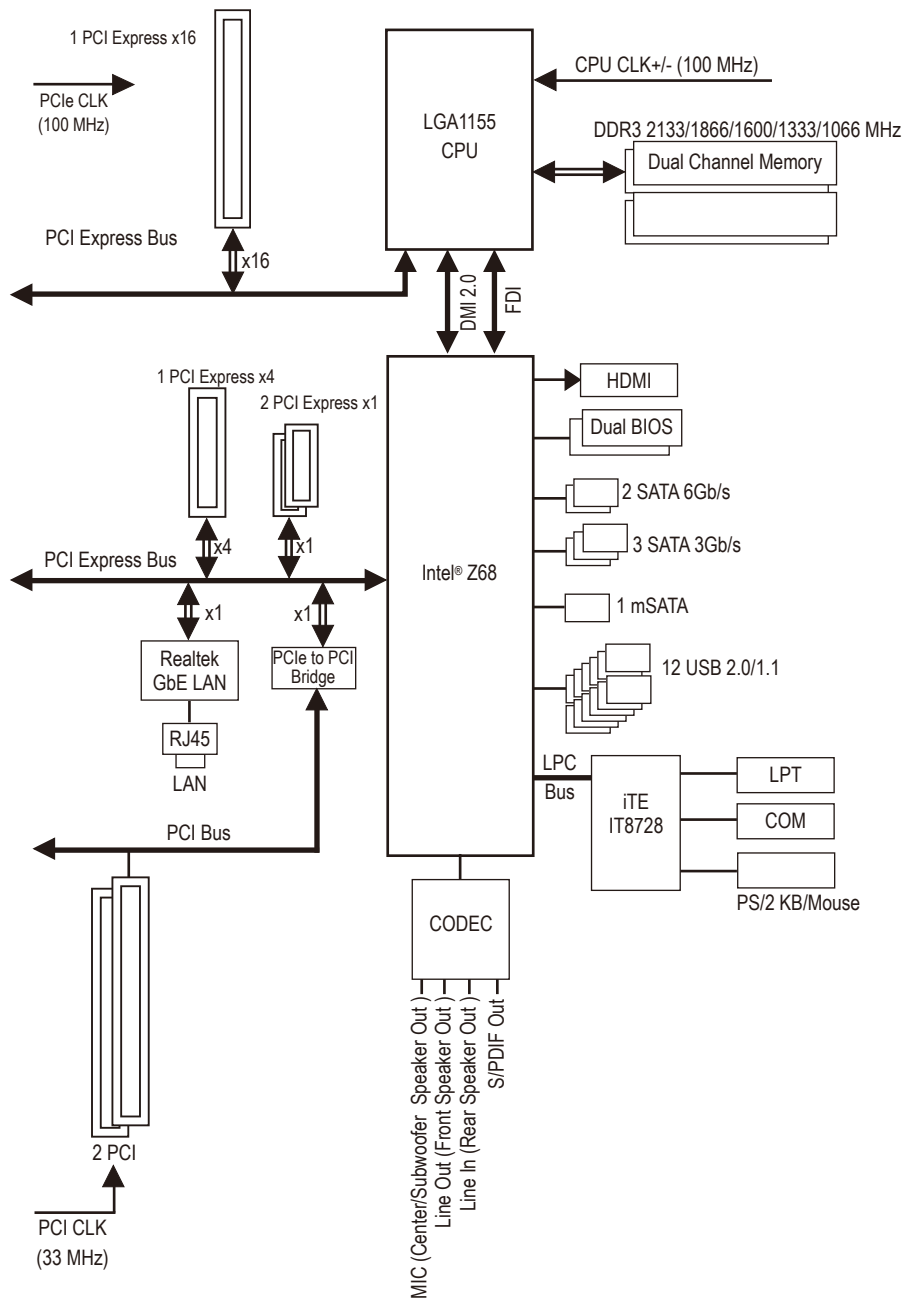 1 PCI Express x16
PCIe CLK
(100 MHz)
LGA1155
CPU
CPU CLK+/- (100 MHz)
DDR3 2133/1866/1600/1333/1066 MHz
Dual Channel Memory
PCI Express Bus
x16
DMI 2.0
FDI
1 PCI Express x4
2 PCI Express x1
x4
x1
PCI Express Bus
x1
x1
Realtek
GbE LAN
RJ45
LAN
PCIe to PCI
Bridge
Intel® Z68
HDMI
Dual BIOS
2 SATA 6Gb/s
3 SATA 3Gb/s
1 mSATA
12 USB 2.0/1.1
LPC
Bus
iTE
IT8728
LPT
COM
PS/2 KB/Mouse
PCI Bus
2 PCI
PCI CLK
(33 MHz)
CODEC
MIC (Center/Subwoofer Speaker Out )
Line Out (Front Speaker Out )
Line In (Rear Speaker Out )
S/PDIF Out